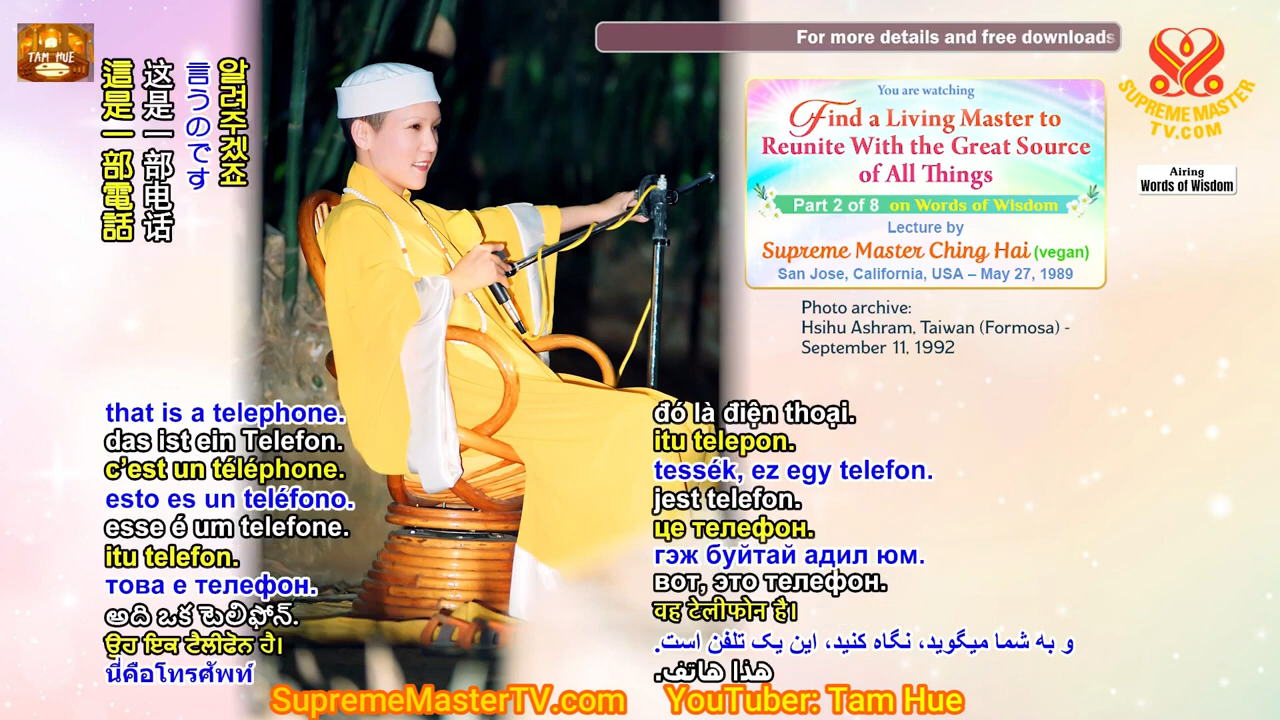 TAM HUE
For more details and free downloads
SUPREME MASTER
TV.COM
You are watching
Find a Living Master to
Reunite With the Great Source
of All Things
Part 2 of 8 on Words of Wisdom
Lecture by
Supreme Master Ching Hai (vegan)
San Jose, California, USA – May 27, 1989
Airing
Words of Wisdom
Photo archive:
Hsihu Ashram, Taiwan (Formosa) -
September 11, 1992
알려주겠죠
言うのです
这是一部电话
這是一部電話
that is a telephone.
das ist ein Telefon.
c’est un téléphone.
esto es un teléfono.
esse é um telefone.
itu telefon.
това е телефон.
అది ఒక టెలిఫోన్.
ਉਹ ਇਕ ਟੈਲੀਫੋਨ ਹੈ।
นี่คือโทรศัพท์
đó là điện thoại.
itu telepon.
tessék, ez egy telefon.
jest telefon.
це телефон.
гэж буйтай адил юм.
вот, это телефон.
वह टेलीफोन है।
و به شما میگوید، نگاه کنید، این یک تلفن است.
هذا هاتف.
SupremeMasterTV.com YouTuber: Tam Hue